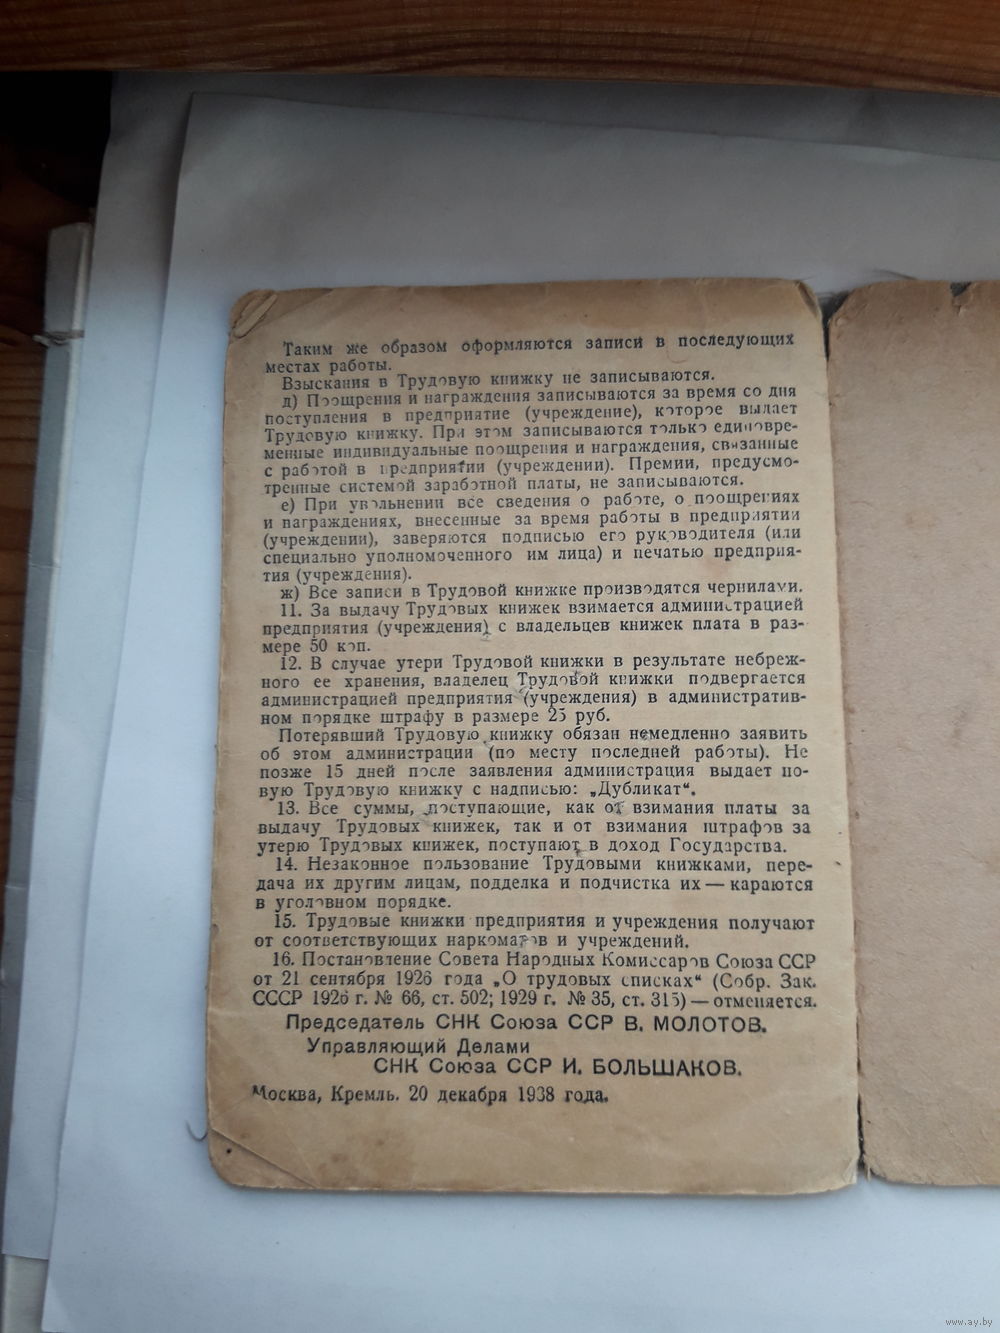 Таким же образом оформляются записи в последующих
местах работы.
Взыскания в Трудовую книжку не записываются.
д) Поощрения и награждения записываются за время со дня
поступления в предприятие (учреждение), которое выдает
Трудовую книжку. При этом записываются только единовре-
менные индивидуальные поощрения и награждения, связанные
с работой в предприятии (учреждении). Премии, предусмо-
тренные системой заработной платы, не записываются.
е) При увольнении все сведения о работе, о поощрениях
и награждениях, внесенные за время работы в предприятии
(учреждении), заверяются подписью его руководителя (или
специально уполномоченного им лица) и печатью предприя-
тия (учреждения).
ж) Все записи в Трудовой книжке производятся чернилами.
11. За выдачу Трудовых книжек взимается администрацией
предприятия (учреждения) с владельцев книжек плата в раз-
мере 50 коп.
12. В случае утери Трудовой книжки в результате небреж-
ного ее хранения, владелец Трудовой книжки подвергается
администрацией предприятия (учреждения) в административ-
ном порядке штрафу в размере 25 руб.
Потерявший Трудовую книжку обязан немедленно заявить
об этом администрации (по месту последней работы). Не
позже 15 дней после заявления администрация выдает но-
вую Трудовую книжку с надписью: „Дубликат“.
13. Все суммы, поступающие, как от взимания платы за
выдачу Трудовых книжек, так и от взимания штрафов за
утерю Трудовых книжек, поступают в доход Государства.
14. Незаконное пользование Трудовыми книжками, пере-
дача их другим лицам, подделка и подчистка их — караются
в уголовном порядке.
15. Трудовые книжки предприятия и учреждения получают
от соответствующих наркоматов и учреждений.
16. Постановление Совета Народных Комиссаров Союза ССР
от 21 сентября 1926 года „О трудовых списках“ (Собр. Зак.
СССР 1926 г. № 66, ст. 502; 1929 г. № 35, ст. 315) — отменяется.
Председатель СНК Союза ССР В. МОЛОТОВ.
Управляющий Делами
СНК Союза ССР И. БОЛЬШАКОВ.
Москва, Кремль. 20 декабря 1938 года.
www.ay.by